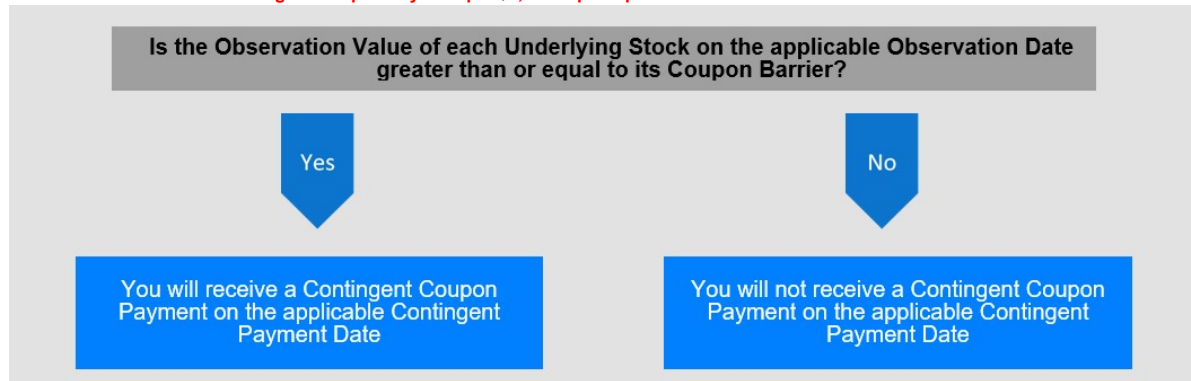 Is the Observation Value of each Underlying Stock on the applicable Observation Date
greater than or equal to its Coupon Barrier?
Yes
No
You will receive a Contingent Coupon
Payment on the applicable Contingent
Payment Date
You will not receive a Contingent Coupon
Payment on the applicable Contingent
Payment Date